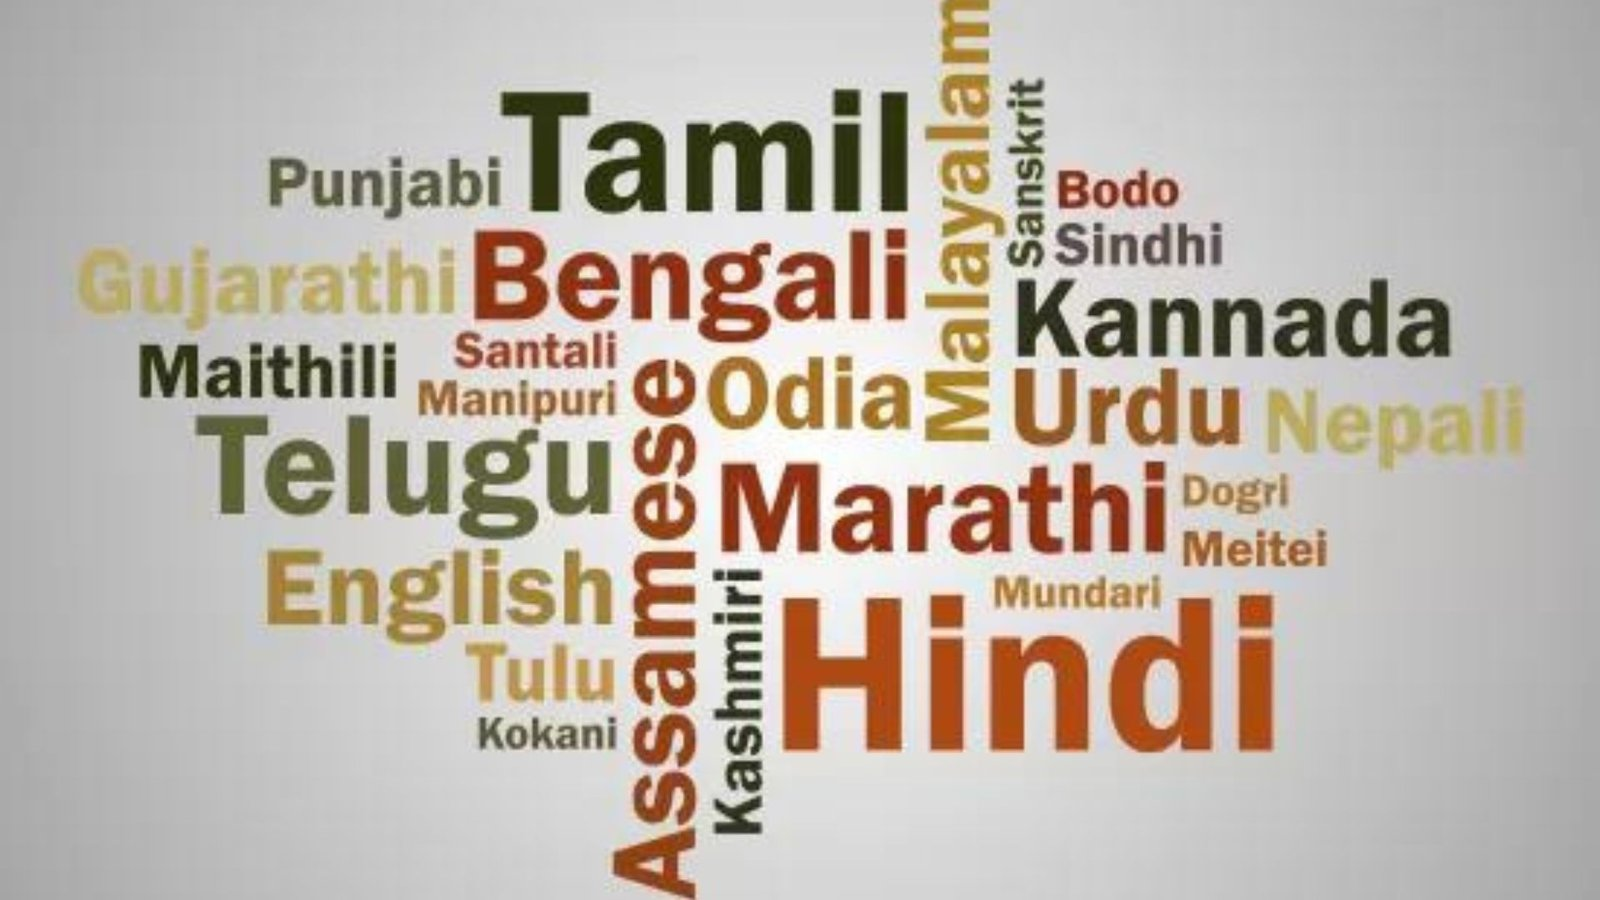 Tamil
Malayalam
Sanskrit
Punjabi
Bodo
Sindhi
Gujarathi
Bengali
Kannada
Maithili
Santali
Manipuri
Assamese
Odia
Urdu
Nepali
Telugu
Marathi
Dogri
Meitei
English
Kashmiri
Mundari
Hindi
Tulu
Kokani